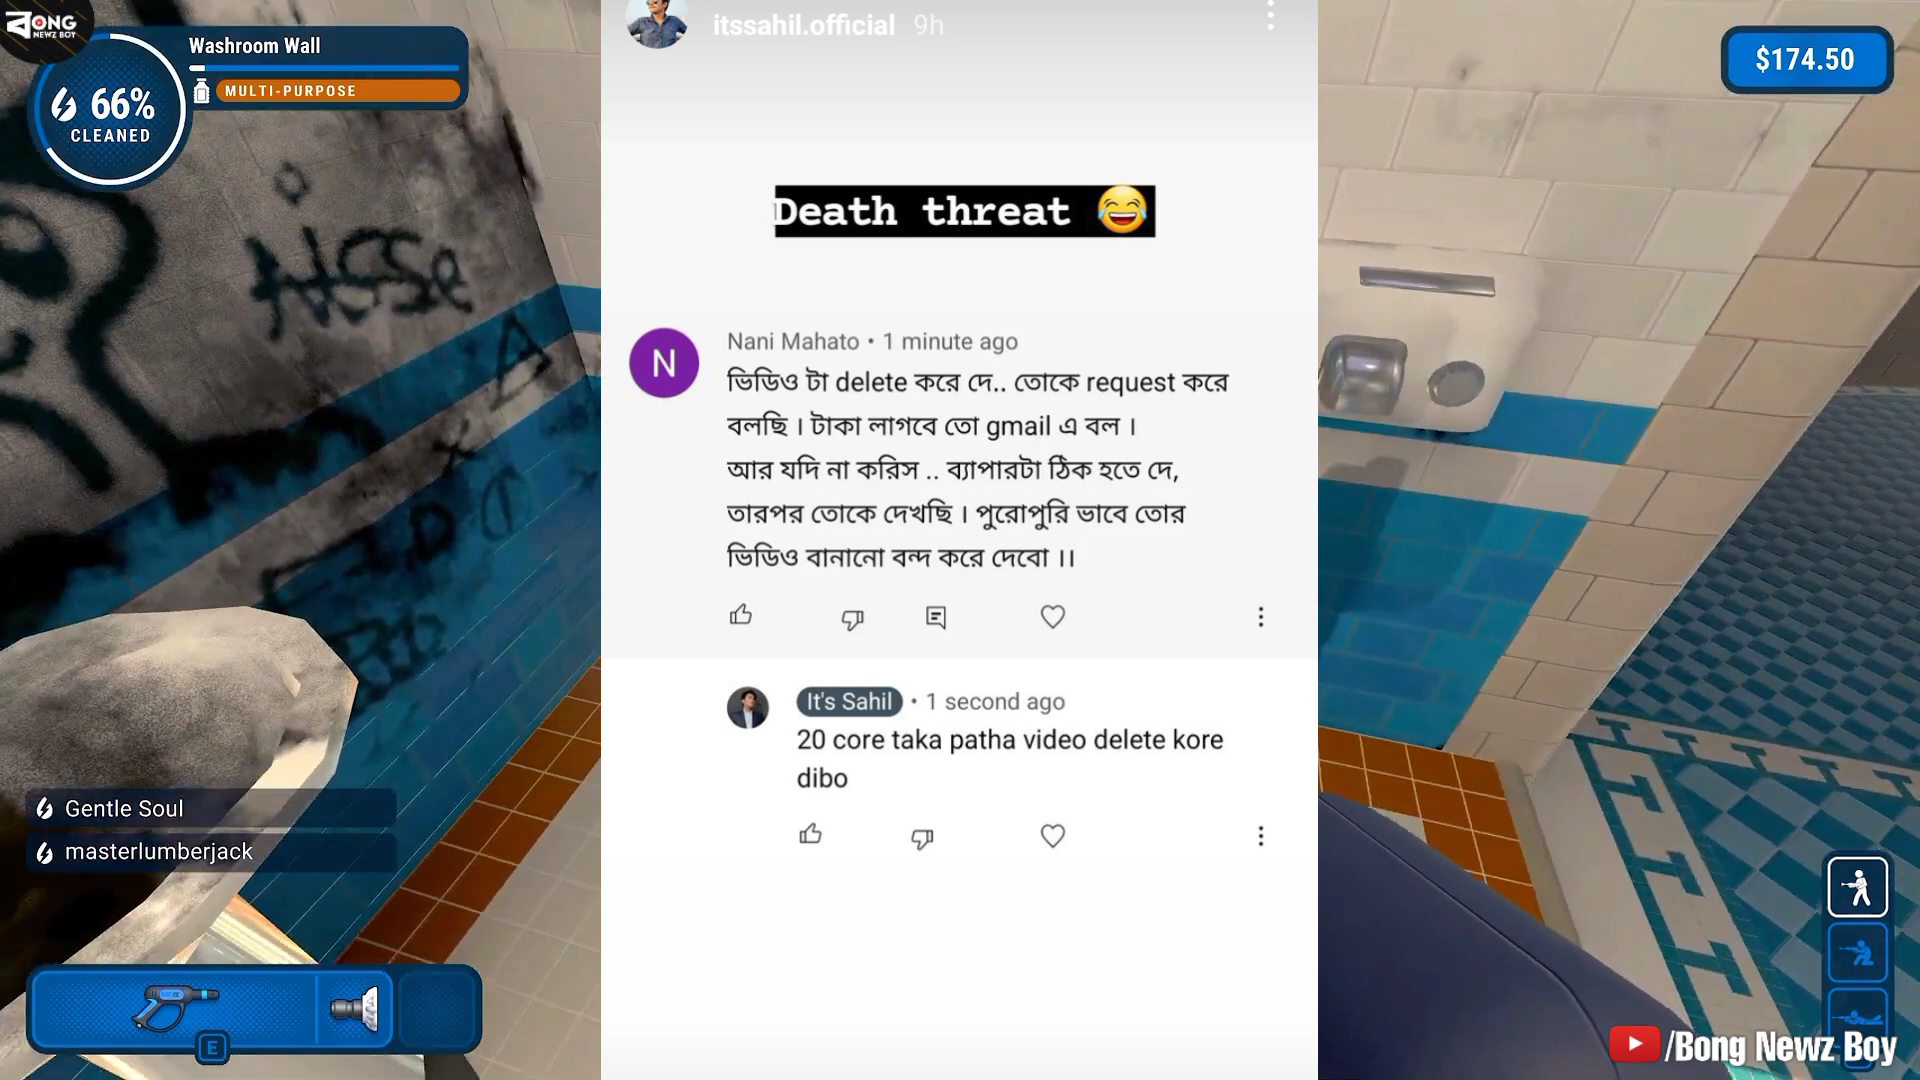 BONG
NEWZ BOY
Washroom Wall
MULTI-PURPOSE
66%
CLEANED
$174.50
itssahil.official 9h
Death threat 😂
N
Nani Mahato • 1 minute ago
ভিডিও টা delete করে দে.. তোকে request করে
বলছি । টাকা লাগবে তো gmail এ বল ।
আর যদি না করিস .. ব্যাপারটা ঠিক হতে দে,
তারপর তোকে দেখছি । পুরোপুরি ভাবে তোর
ভিডিও বানানো বন্দ করে দেবো ।।
It's Sahil • 1 second ago
20 core taka patha video delete kore
dibo
Gentle Soul
masterlumberjack
E
/Bong Newz Boy